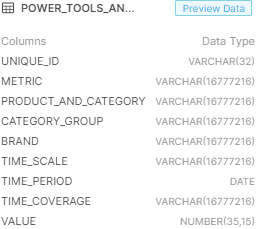 POWER_TOOLS_AN... Preview Data
Columns Data Type
UNIQUE_ID VARCHAR(32)
METRIC VARCHAR(16777216)
PRODUCT_AND_CATEGORY VARCHAR(16777216)
CATEGORY_GROUP VARCHAR(16777216)
BRAND VARCHAR(16777216)
TIME_SCALE VARCHAR(16777216)
TIME_PERIOD DATE
TIME_COVERAGE VARCHAR(16777216)
VALUE NUMBER(35,15)